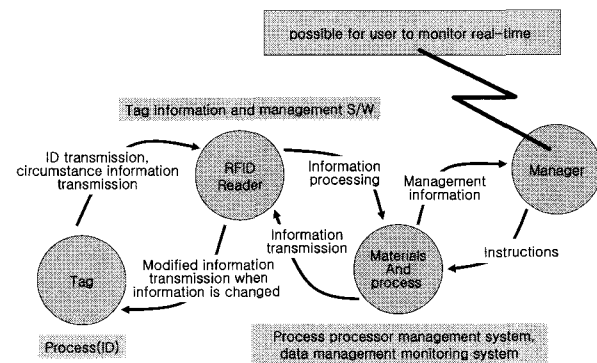 possible for user to monitor real-time
Tag information and management S/W
ID transmission,
circumstance information
transmission
RFID
Reader
Information
processing
Manager
Management
information
Information
transmission
Materials
And
process
Instructions
Tag
Modified information
transmission when
information is changed
Process(ID)
Process processor management system,
data management monitoring system